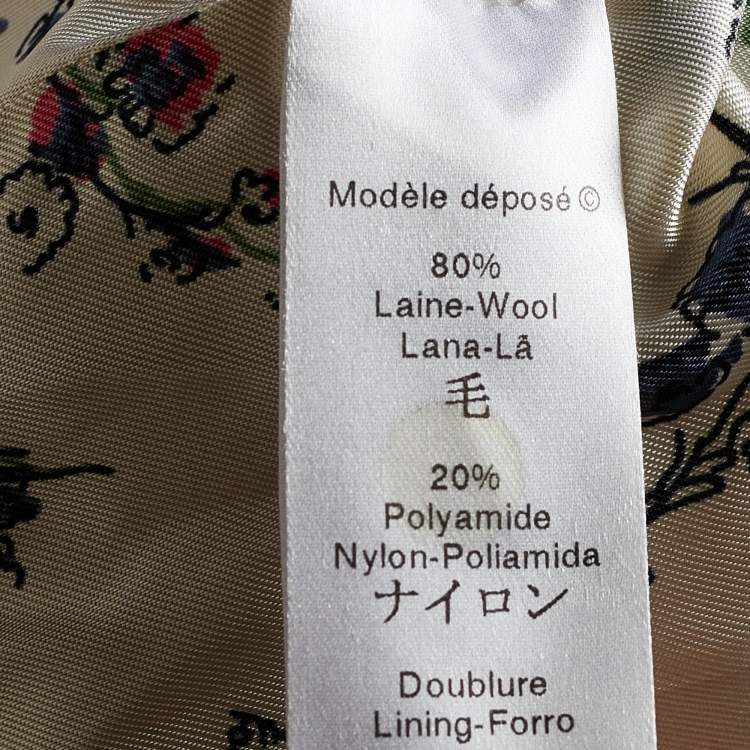 Modèle déposé ©
80%
Laine-Wool
Lana-Lã
毛
20%
Polyamide
Nylon-Poliamida
ナイロン
Doublure
Lining-Forro